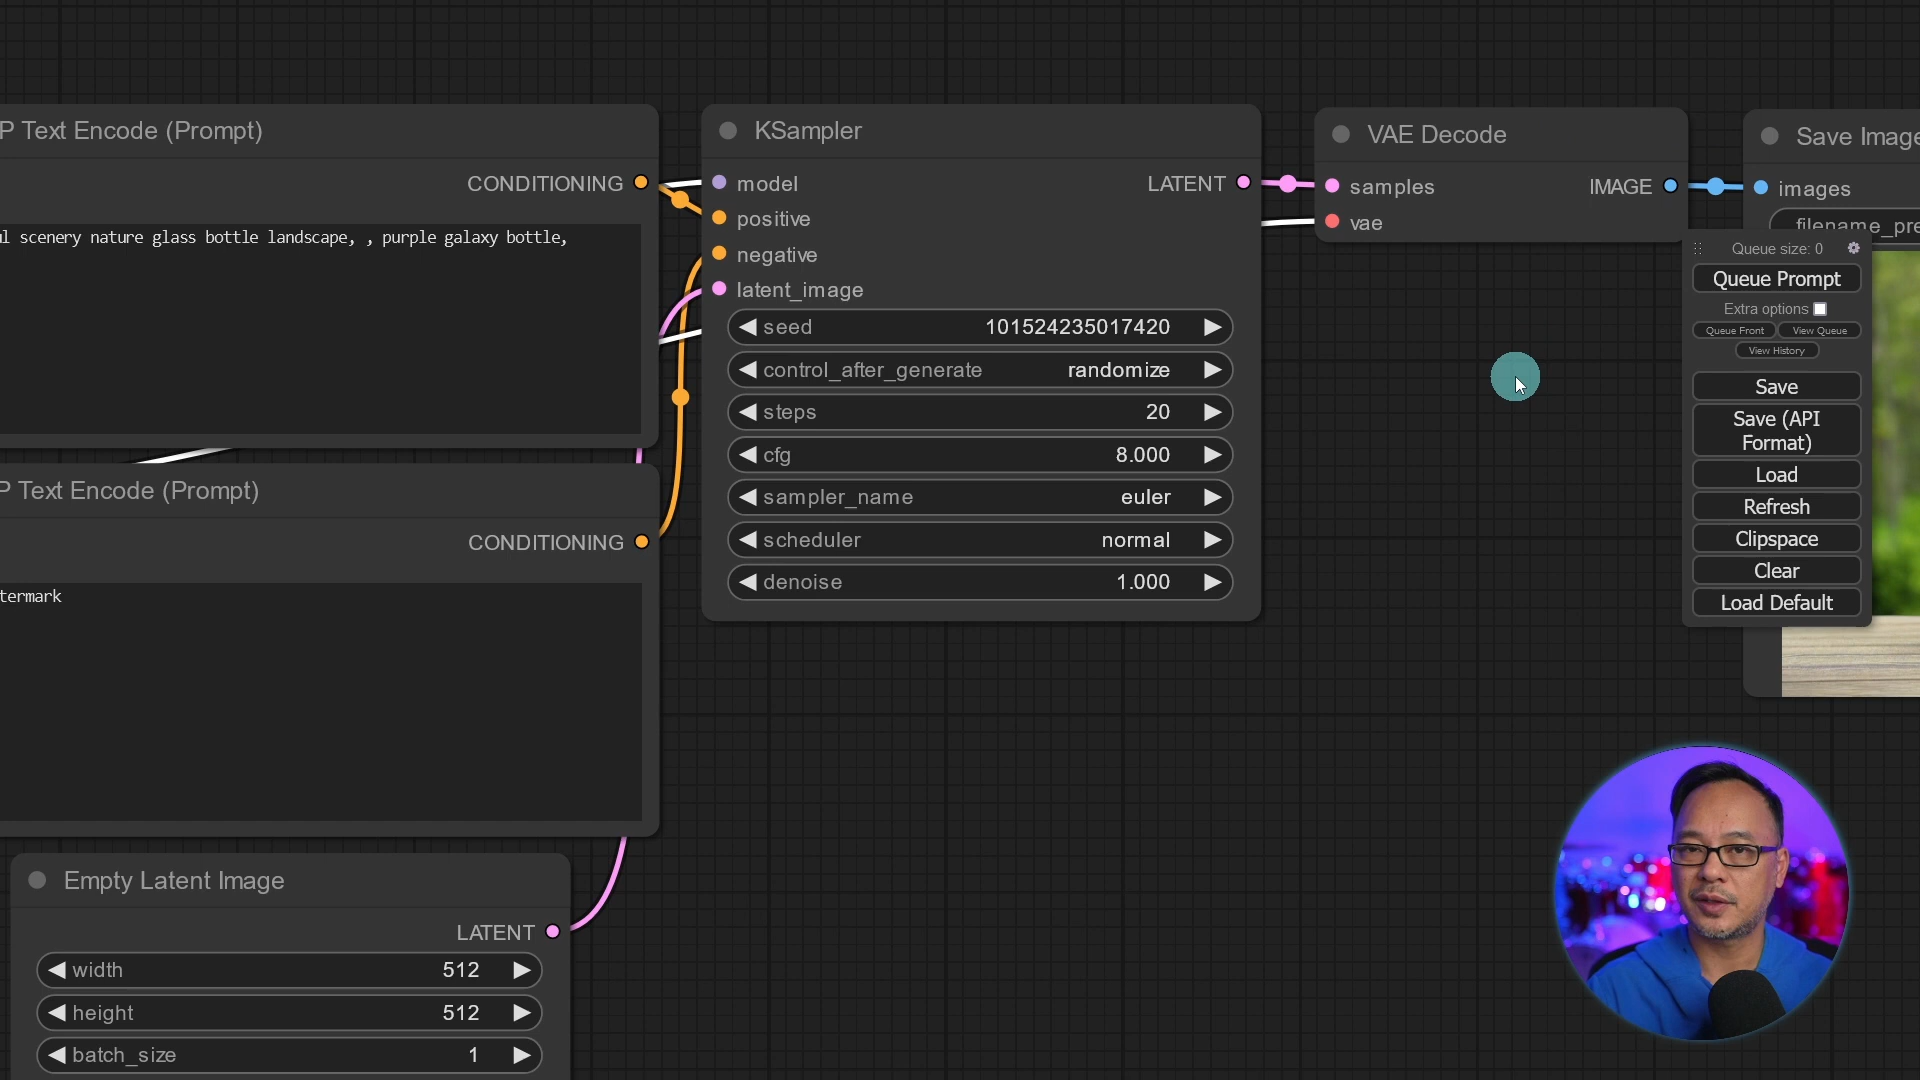 P Text Encode (Prompt)
CONDITIONING
scenery nature glass bottle landscape, , purple galaxy bottle,
P Text Encode (Prompt)
CONDITIONING
termark
Empty Latent Image
LATENT
width 512
height 512
batch_size 1
KSampler
model LATENT
positive
negative
latent_image
seed 101524235017420
control_after_generate randomize
steps 20
cfg 8.000
sampler_name euler
scheduler normal
denoise 1.000
VAE Decode
samples IMAGE
vae
Save Image
images
filename_pre
Queue size: 0
Queue Prompt
Extra options
Queue Front View Queue
View History
Save
Save (API
Format)
Load
Refresh
Clipspace
Clear
Load Default